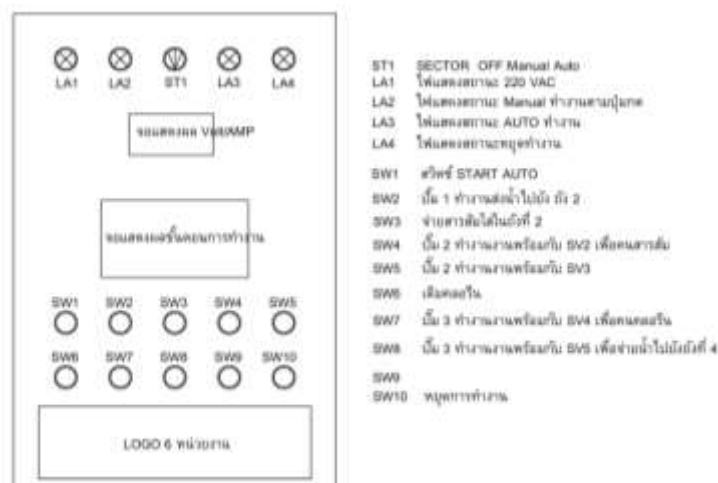 LA1 LA2 ST1 LA3 LA4
จอแสดงผล Volt/AMP
จอแสดงผลขั้นตอนการทำงาน
SW1 SW2 SW3 SW4 SW5
SW6 SW7 SW8 SW9 SW10
LOGO 6 หน่วยงาน
ST1 SECTOR OFF Manual Auto
LA1 ไฟแสดงสถานะ 220 VAC
LA2 ไฟแสดงสถานะ Manual ทำงานตามปุ่มกด
LA3 ไฟแสดงสถานะ AUTO ทำงาน
LA4 ไฟแสดงสถานะหยุดทำงาน
SW1 สวิตซ์ START AUTO
SW2 ปั๊ม 1 ทำงานส่งน้ำไปยัง ถัง 2
SW3 จ่ายสารส้มใส่ในถังที่ 2
SW4 ปั๊ม 2 ทำงานงานพร้อมกับ SV2 เพื่อกวนสารส้ม
SW5 ปั๊ม 2 ทำงานงานพร้อมกับ SV3
SW6 เติมคลอรีน
SW7 ปั๊ม 3 ทำงานงานพร้อมกับ SV4 เพื่อกวนคลอรีน
SW8 ปั๊ม 3 ทำงานงานพร้อมกับ SV5 เพื่อจ่ายน้ำไปยังถังที่ 4
SW9
SW10 หยุดการทำงาน